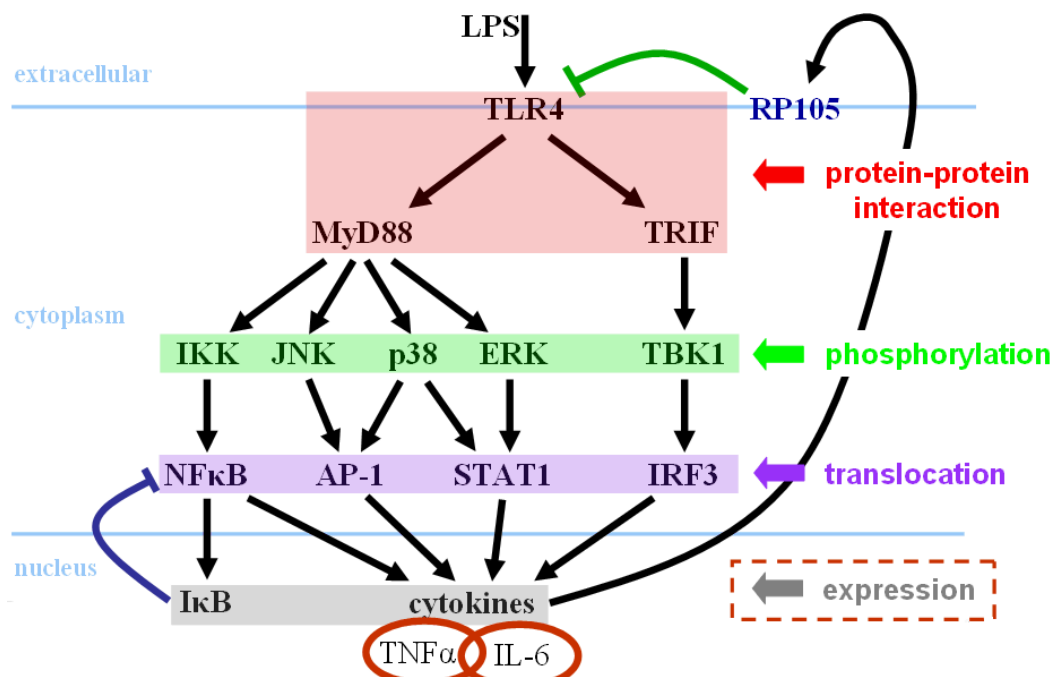 LPS
extracellular
TLR4
RP105
protein-protein
interaction
MyD88
TRIF
cytoplasm
IKK JNK p38 ERK TBK1
phosphorylation
NFκB AP-1 STAT1 IRF3
translocation
nucleus
IκB
cytokines
expression
TNFα
IL-6